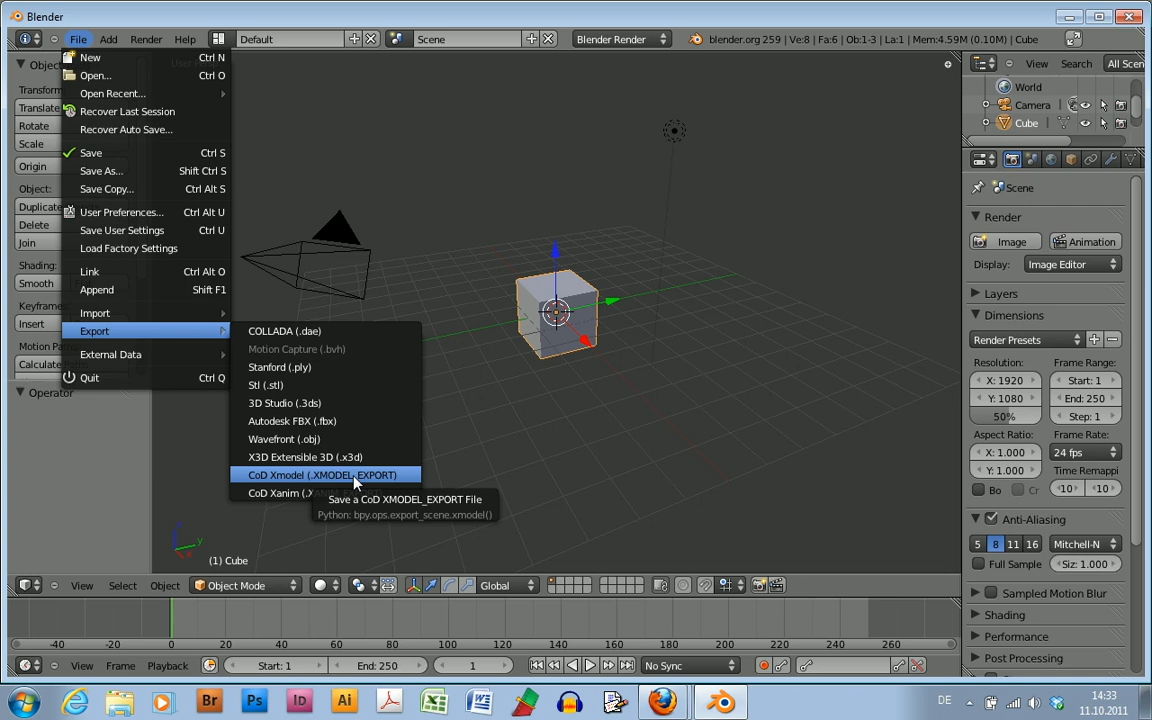 Blender
File Add Render Help Default Scene Blender Render blender.org 259 | Ve:8 | Fa:6 | Ob:1-3 | La:1 | Mem:4.59M (0.10M) | Cube
New Ctrl N
Open... Ctrl O
Open Recent...
Recover Last Session
Recover Auto Save...
Save Ctrl S
Save As... Shift Ctrl S
Save Copy... Ctrl Alt S
User Preferences... Ctrl Alt U
Save User Settings Ctrl U
Load Factory Settings
Link Ctrl Alt O
Append Shift F1
Import
Export
External Data
Quit Ctrl Q
Object
Transform
Translate
Rotate
Scale
Origin
Object:
Duplicate
Delete
Join
Shading:
Smooth
Keyframe
Insert
Motion Pa
Calculate
Operator
COLLADA (.dae)
Motion Capture (.bvh)
Stanford (.ply)
Stl (.stl)
3D Studio (.3ds)
Autodesk FBX (.fbx)
Wavefront (.obj)
X3D Extensible 3D (.x3d)
CoD Xmodel (.XMODEL_EXPORT)
CoD Xanim (.X
Save a CoD XMODEL_EXPORT File
Python: bpy.ops.export_scene.xmodel()
(1) Cube
View Select Object Object Mode Global
-40 -20 0 20 40 60 80 100 120 140 160 180 200 220 240 260
View Frame Playback Start: 1 End: 250 1 No Sync
View Search All Scen
World
Camera
Cube
Scene
Render
Image Animation
Display: Image Editor
Layers
Dimensions
Render Presets
Resolution: Frame Range:
X: 1920 Start: 1
Y: 1080 End: 250
50% Step: 1
Aspect Ratio: Frame Rate:
X: 1.000 24 fps
Y: 1.000 Time Remappi
Bo Cr 10 10
Anti-Aliasing
5 8 11 16 Mitchell-N
Full Sample Siz: 1.000
Sampled Motion Blur
Shading
Performance
Post Processing
Br Ps Id Ai
DE
14:33
11.10.2011